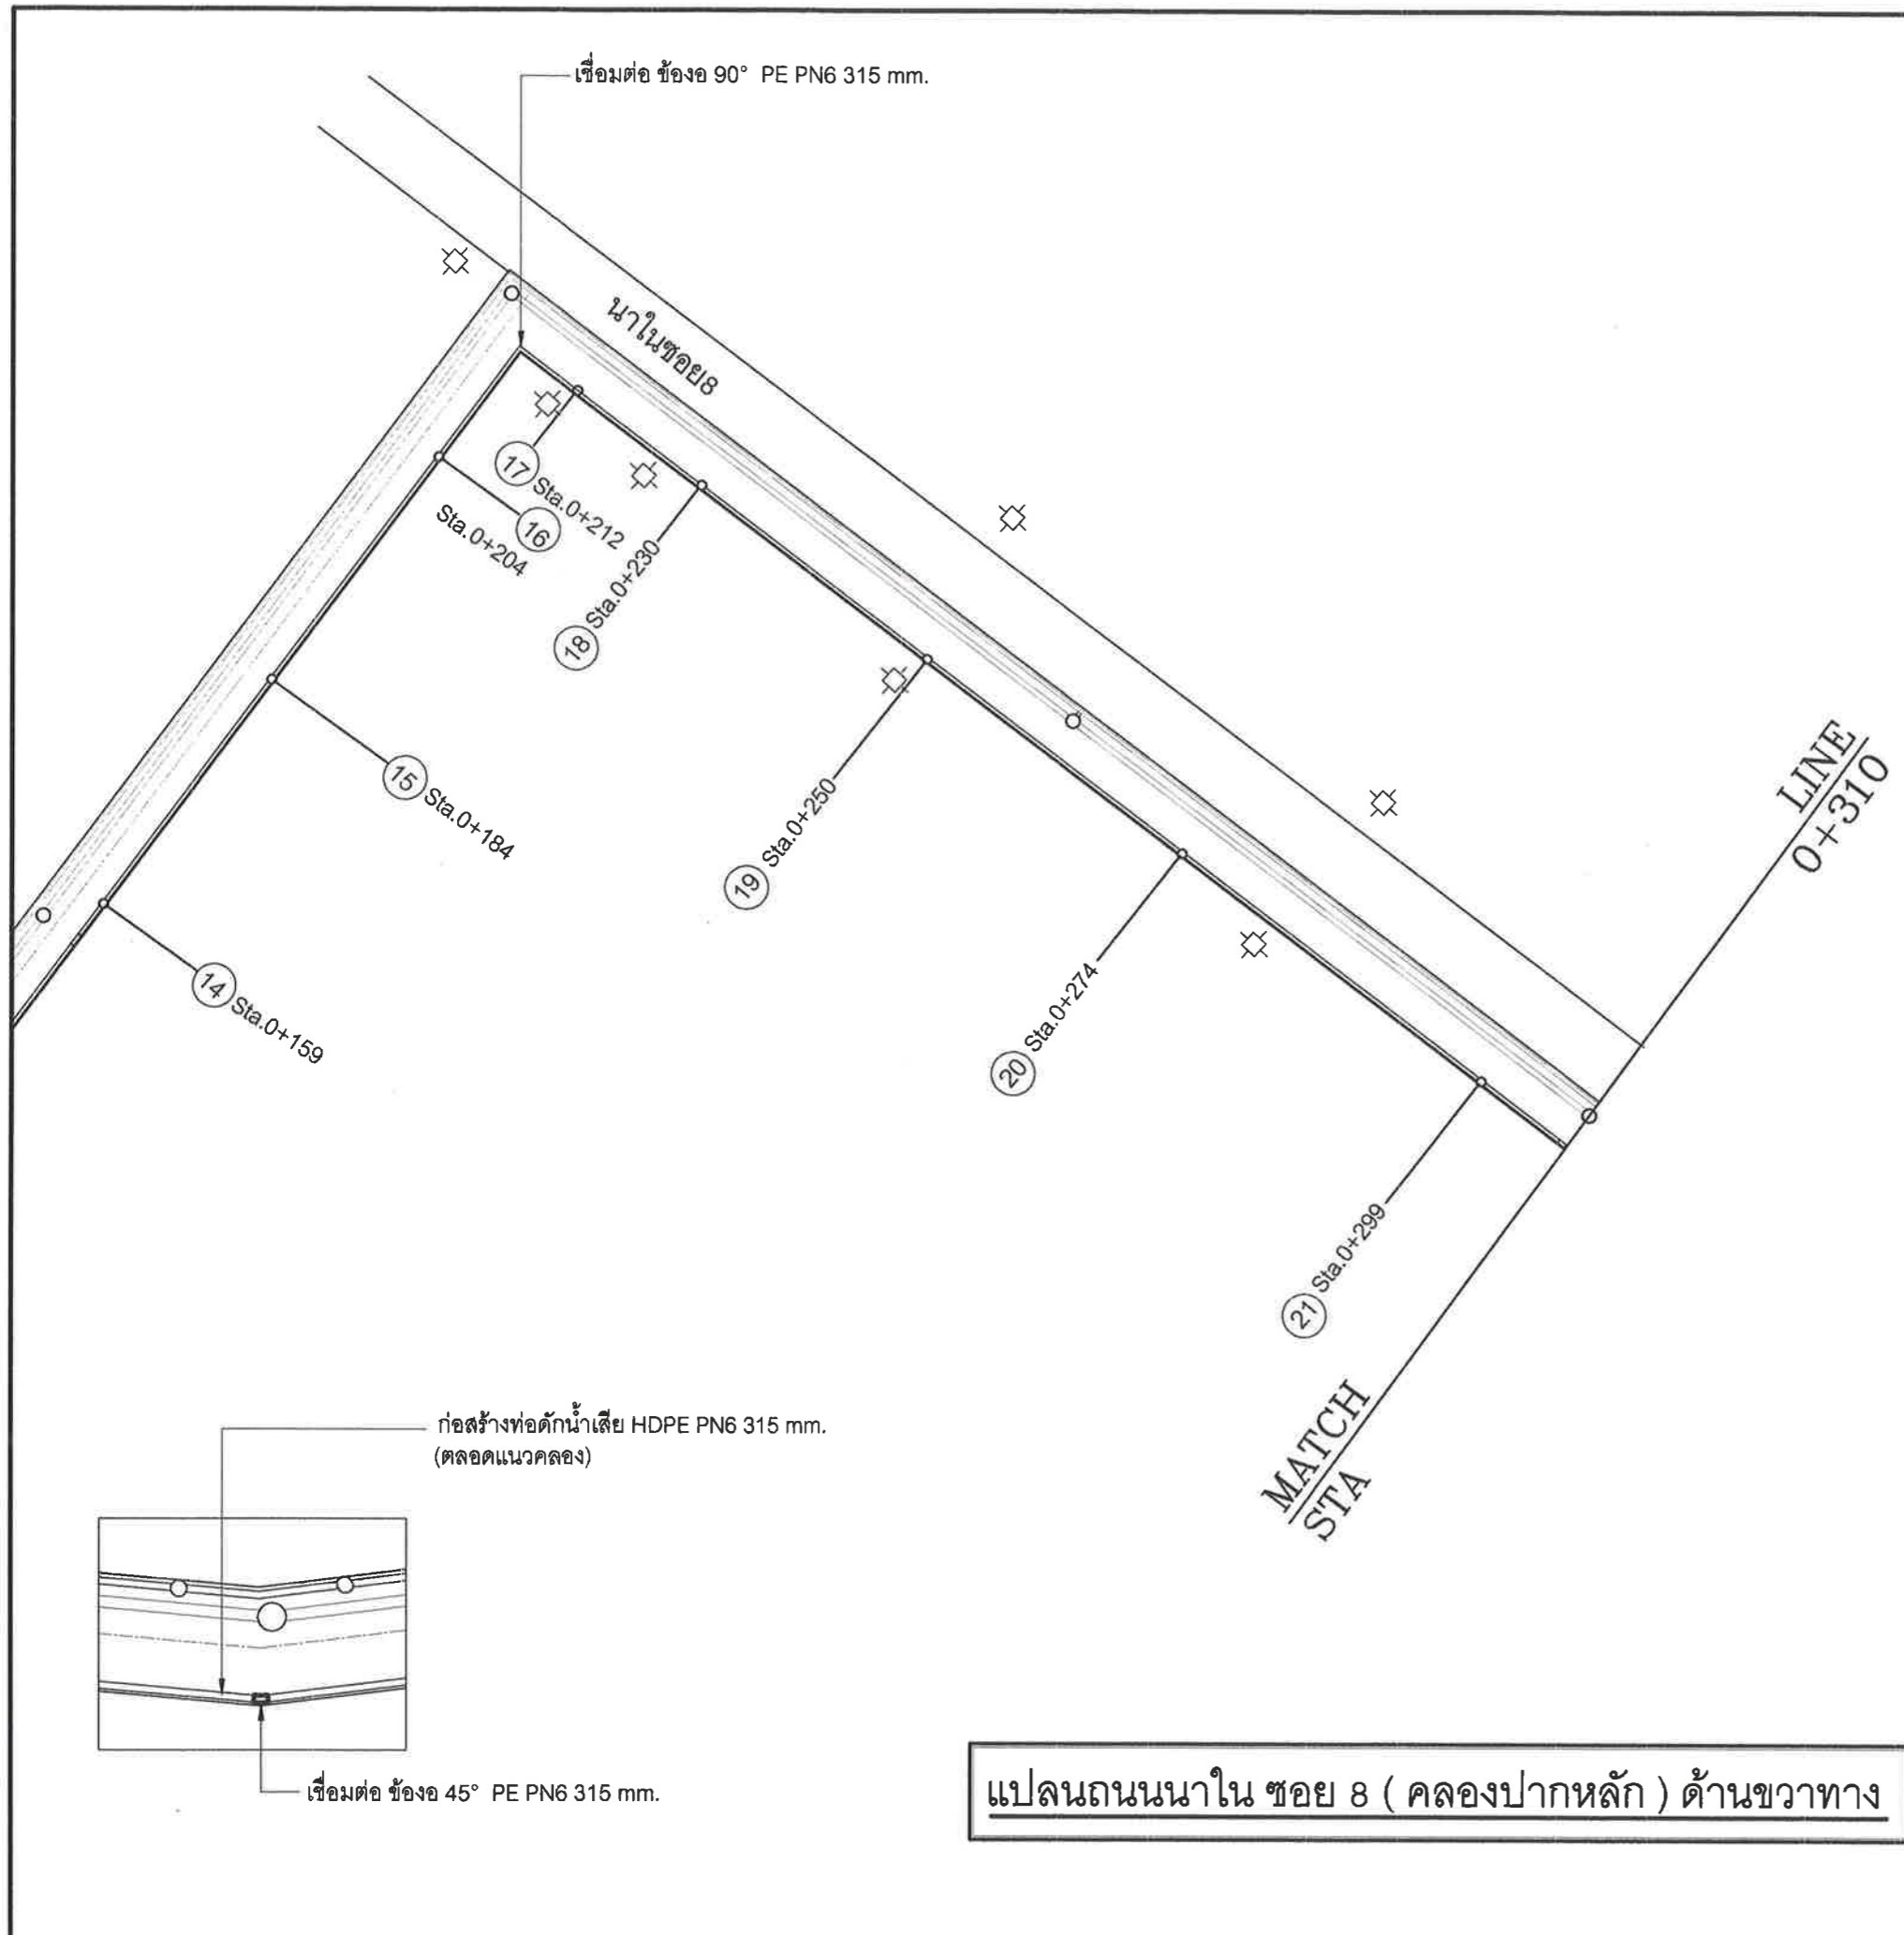 เชื่อมต่อ ข้องอ 90° PE PN6 315 mm.
นาในซอย8
17 Sta.0+212
16
Sta.0+204
18 Sta.0+230
15 Sta.0+184
19 Sta.0+250
14 Sta.0+159
20 Sta.0+274
21 Sta.0+299
LINE
0+310
MATCH
STA
ก่อสร้างท่อดักน้ำเสีย HDPE PN6 315 mm.
(ตลอดแนวคลอง)
เชื่อมต่อ ข้องอ 45° PE PN6 315 mm.
แปลนถนนนาใน ซอย 8 ( คลองปากหลัก ) ด้านขวาทาง